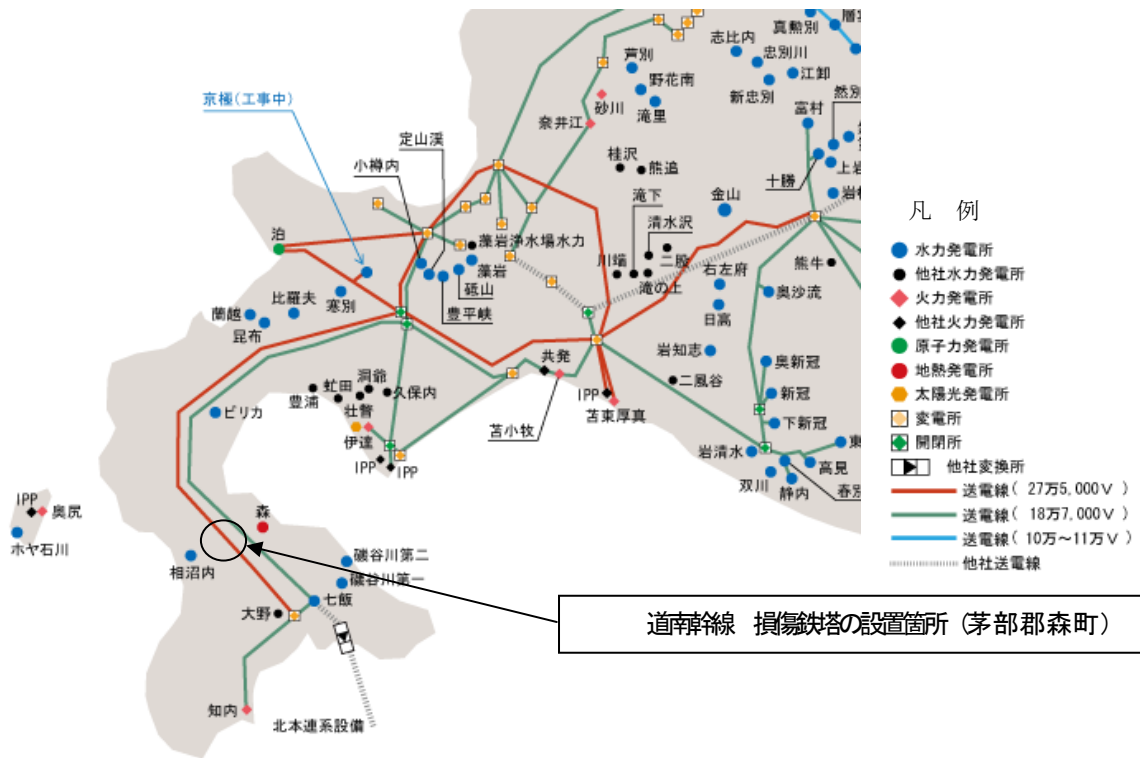 層雲
真勲別
志比内
忠別川
江卸
新忠別
然別
富村
芦別
野花南
滝里
砂川
奈井江
京極(工事中)
定山渓
小樽内
桂沢
熊追
上岩
十勝
岩松
滝下
金山
清水沢
泊
藻岩浄水場水力
藻岩
砥山
豊平峡
川端
二股
滝の上
右左府
熊牛
奥沙流
日高
比羅夫
寒別
蘭越
昆布
岩知志
共発
二風谷
奥新冠
IPP
苫東厚真
新冠
下新冠
洞爺
虻田
久保内
豊浦
壮瞥
伊達
IPP
IPP
ピリカ
苫小牧
岩清水
東
高見
双川
静内
春別
IPP
奥尻
ホヤ石川
森
相沼内
磯谷川第二
磯谷川第一
七飯
大野
知内
北本連系設備
道南幹線 損傷鉄塔の設置箇所(茅部郡森町)
凡 例
水力発電所
他社水力発電所
火力発電所
他社火力発電所
原子力発電所
地熱発電所
太陽光発電所
変電所
開閉所
他社変換所
送電線( 27万5,000V )
送電線( 18万7,000V )
送電線( 10万~11万V )
他社送電線